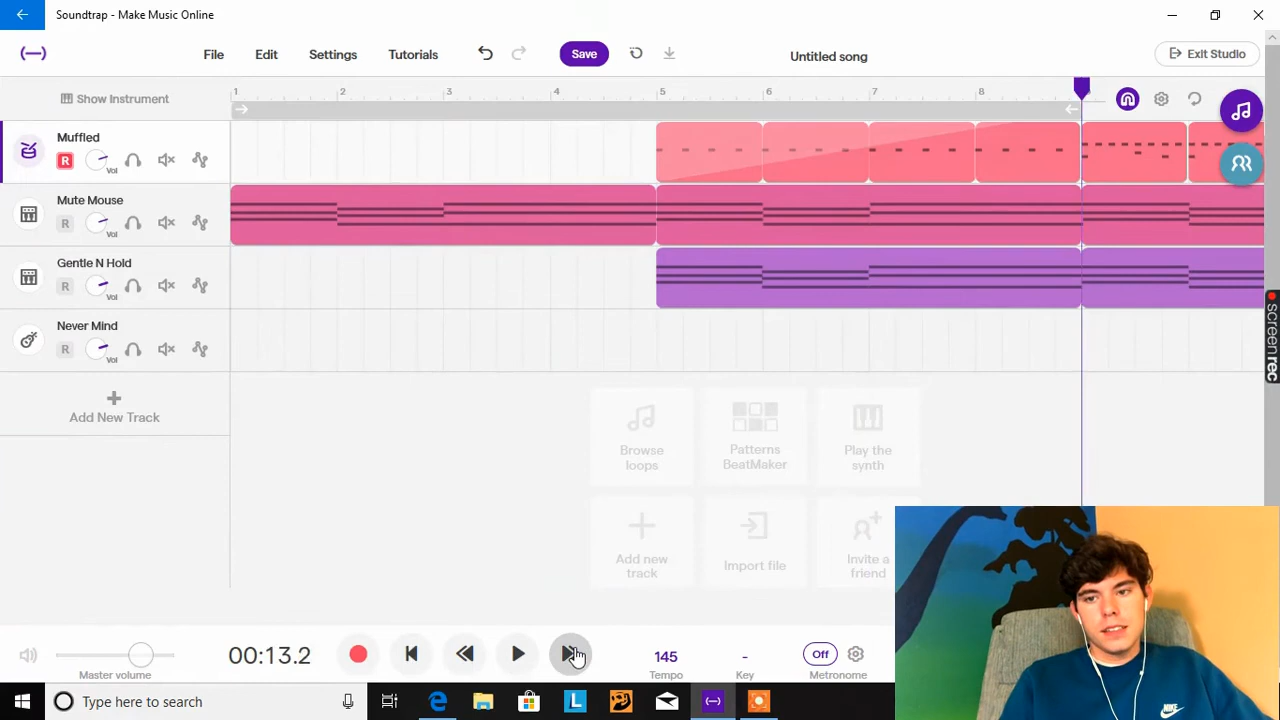 Soundtrap - Make Music Online
File Edit Settings Tutorials Save Untitled song Exit Studio
Show Instrument
1 2 3 4 5 6 7 8
Muffled
R Vol
Mute Mouse
R Vol
Gentle N Hold
R Vol
Never Mind
R Vol
Add New Track
Browse loops
Patterns BeatMaker
Play the synth
Add new track
Import file
Invite a friend
screenrec
Master volume
00:13.2
145
Tempo
-
Key
Off
Metronome
Type here to search
NIKE